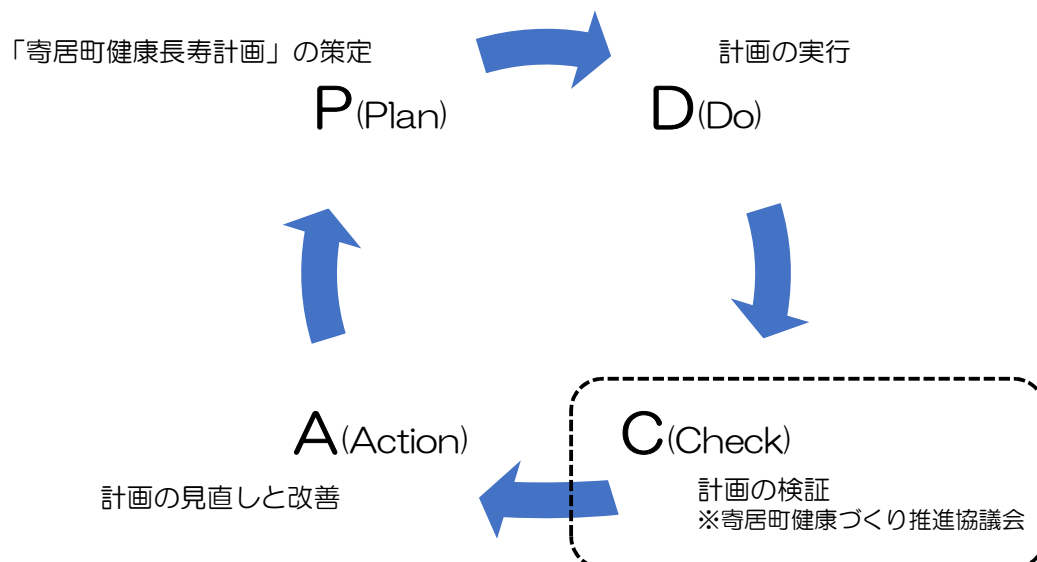 「寄居町健康長寿計画」の策定
P(Plan)
計画の実行
D(Do)
A(Action)
計画の見直しと改善
C(Check)
計画の検証
※寄居町健康づくり推進協議会